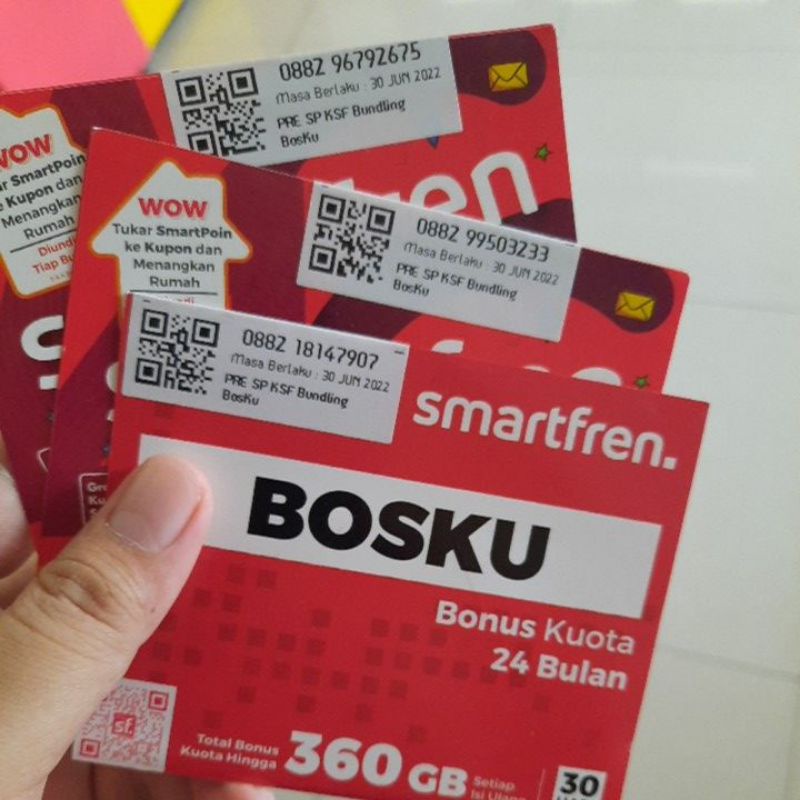 0882 96792675
Masa Berlaku : 30 JUN 2022
PRE SP KSF Bundling
BosKu
WOW
SmartPoin
Kupon dan
Menangkan
Rumah
0882 99503233
Masa Berlaku : 30 JUN 2022
PRE SP KSF Bundling
BosKu
WOW
Tukar SmartPoin
ke Kupon dan
Menangkan
Rumah
0882 18147907
Masa Berlaku : 30 JUN 2022
PRE SP KSF Bundling
BosKu
smartfren.
BOSKU
Bonus Kuota
24 Bulan
sf.
Total Bonus
Kuota Hingga
360 GB
Setiap
30